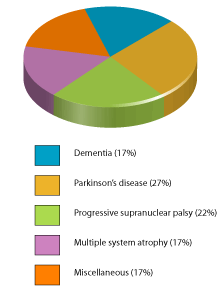 Dementia (17%)
Parkinson's disease (27%)
Progressive supranuclear palsy (22%)
Multiple system atrophy (17%)
Miscellaneous (17%)